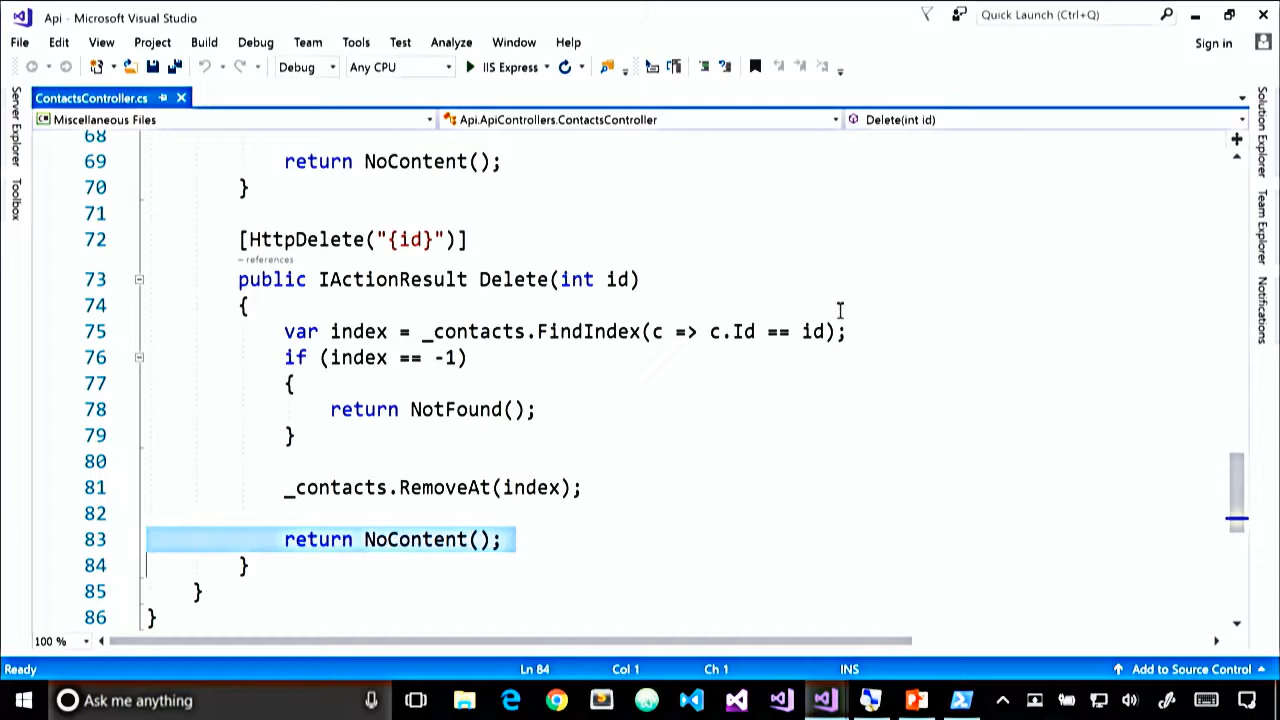 Api - Microsoft Visual Studio
Quick Launch (Ctrl+Q)
File Edit View Project Build Debug Team Tools Test Analyze Window Help
Sign in
Debug Any CPU IIS Express
ContactsController.cs
Miscellaneous Files Api.ApiControllers.ContactsController Delete(int id)
Server Explorer
Toolbox
Solution Explorer
Team Explorer
Notifications
68
69 return NoContent();
70 }
71
72 [HttpDelete("{id}")]
– references
73 public IActionResult Delete(int id)
74 {
75 var index = _contacts.FindIndex(c => c.Id == id);
76 if (index == -1)
77 {
78 return NotFound();
79 }
80
81 _contacts.RemoveAt(index);
82
83 return NoContent();
84 }
85 }
86 }
100 %
Ready Ln 84 Col 1 Ch 1 INS Add to Source Control
Ask me anything